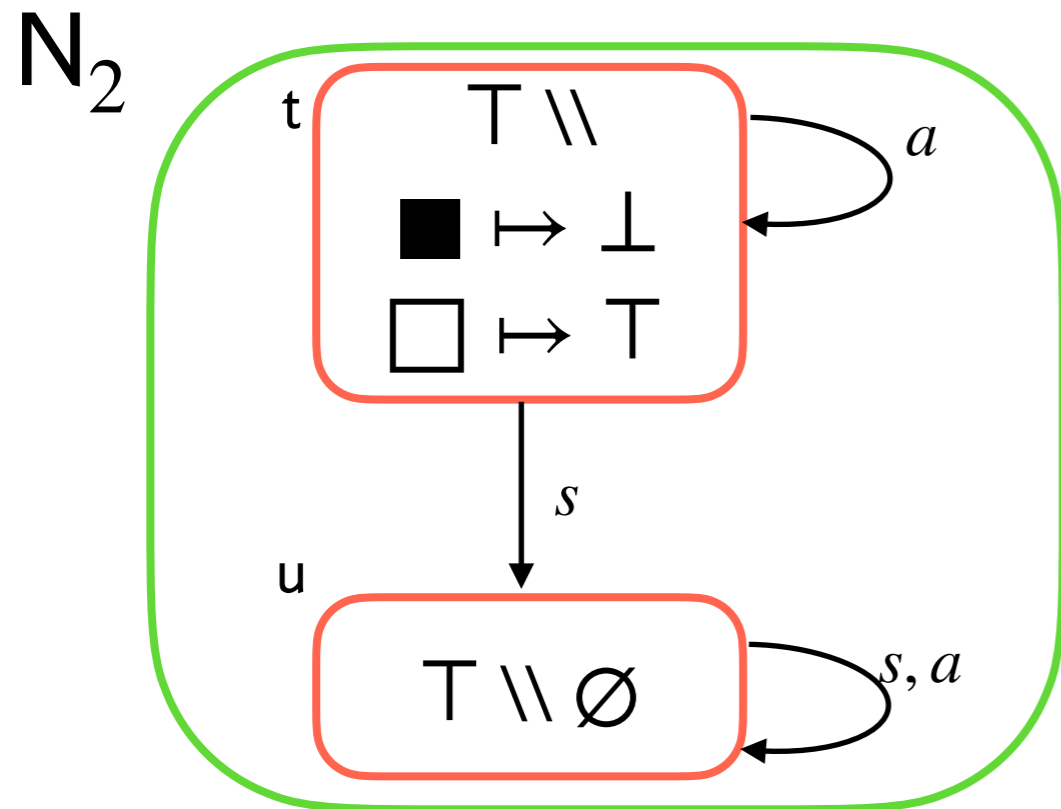 N₂
t
⊤ \\
a
■ ↦ ⊥
□ ↦ ⊤
s
u
⊤ \\ ∅
s, a